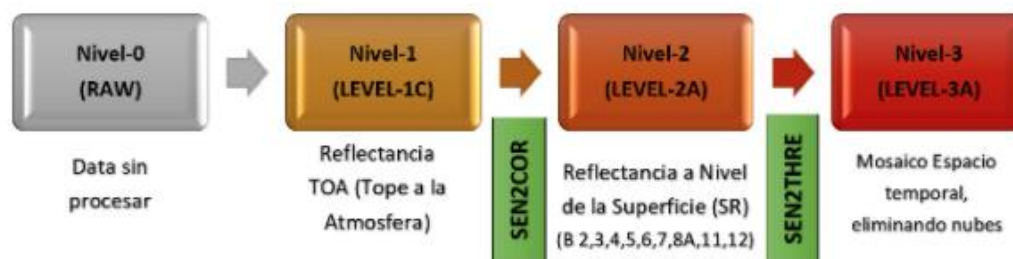 Nivel-0
(RAW)
Nivel-1
(LEVEL-1C)
Nivel-2
(LEVEL-2A)
Nivel-3
(LEVEL-3A)
Data sin
procesar
Reflectancia
TOA (Tope a la
Atmosfera)
SEN2COR
Reflectancia a Nivel
de la Superficie (SR)
(B 2,3,4,5,6,7,8A,11,12)
SEN2THRE
Mosaico Espacio
temporal,
eliminando nubes